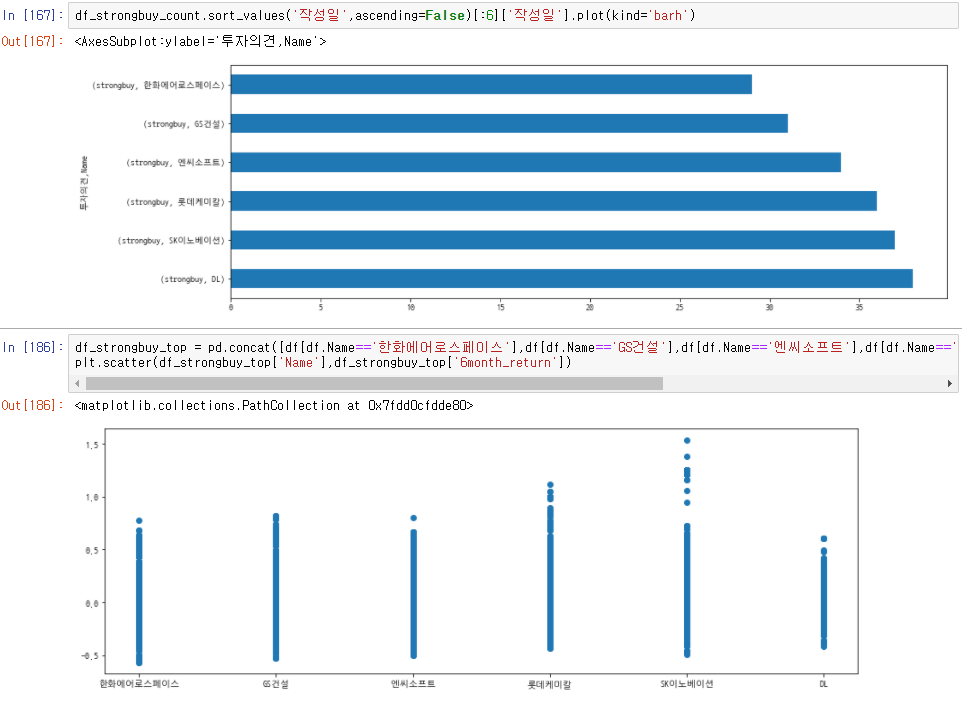 In [167]: df_strongbuy_count.sort_values('작성일',ascending=False)[:6]['작성일'].plot(kind='barh')
Out[167]: <AxesSubplot:ylabel='투자의견,Name'>
(strongbuy, 한화에어로스페이스)
(strongbuy, GS건설)
(strongbuy, 엔씨소프트)
(strongbuy, 롯데케미칼)
(strongbuy, SK이노베이션)
(strongbuy, DL)
투자의견,Name
0 5 10 15 20 25 30 35
In [186]: df_strongbuy_top = pd.concat([df[df.Name=='한화에어로스페이스'],df[df.Name=='GS건설'],df[df.Name=='엔씨소프트'],df[df.Name=='
plt.scatter(df_strongbuy_top['Name'],df_strongbuy_top['6month_return'])
Out[186]: <matplotlib.collections.PathCollection at 0x7fdd0cfdde80>
1.5
1.0
0.5
0.0
-0.5
한화에어로스페이스 GS건설 엔씨소프트 롯데케미칼 SK이노베이션 DL